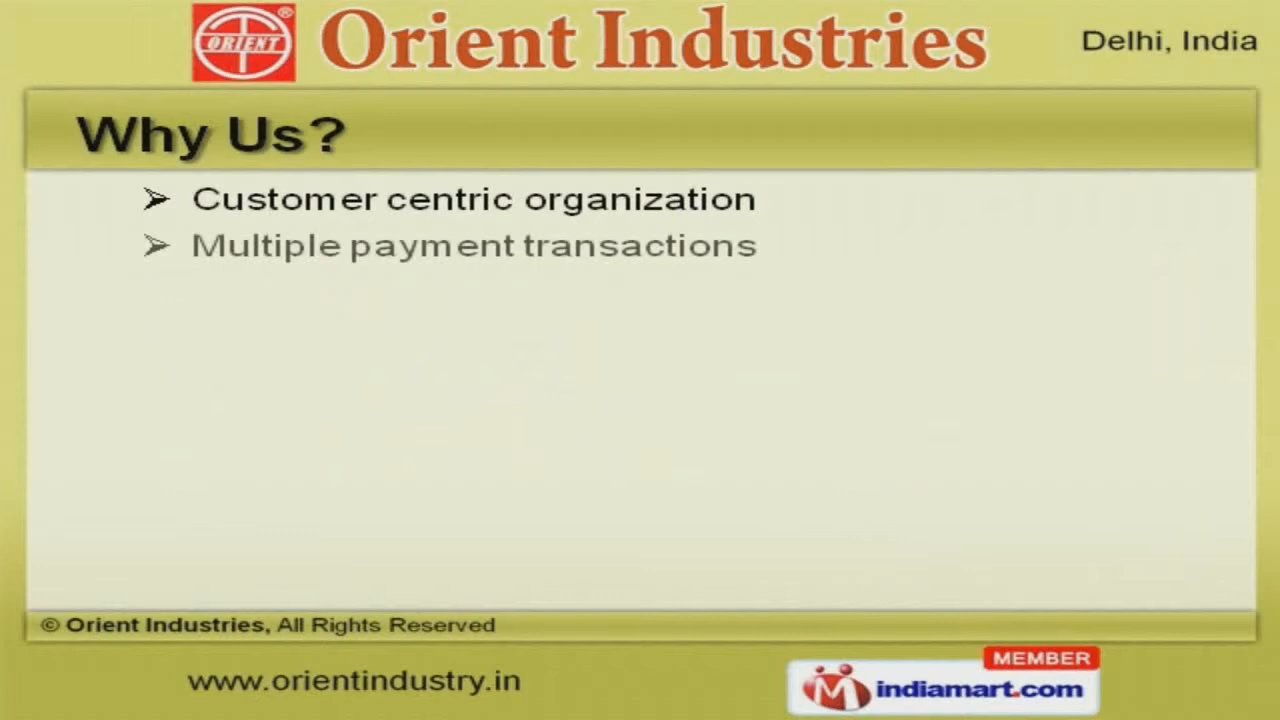 ORIENT ®
Orient Industries
Delhi, India
Why Us?
➢ Customer centric organization
➢ Multiple payment transactions
© Orient Industries, All Rights Reserved
www.orientindustry.in
MEMBER
indiamart.com